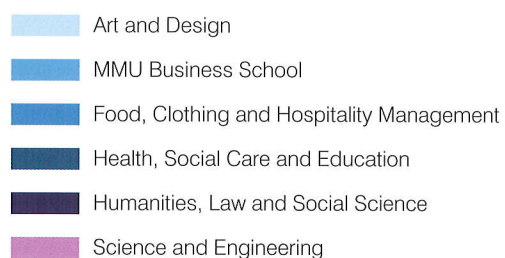 Art and Design
MMU Business School
Food, Clothing and Hospitality Management
Health, Social Care and Education
Humanities, Law and Social Science
Science and Engineering